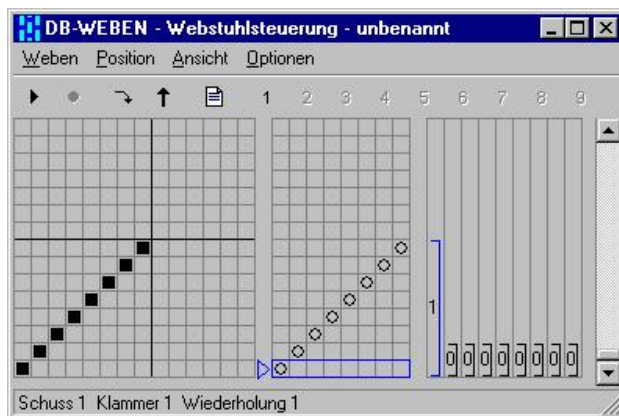 DB-WEBEN - Webstuhlsteuerung - unbenannt
Weben Position Ansicht Optionen
1 2 3 4 5 6 7 8 9
1
0 0 0 0 0 0 0 0
Schuss 1 Klammer 1 Wiederholung 1